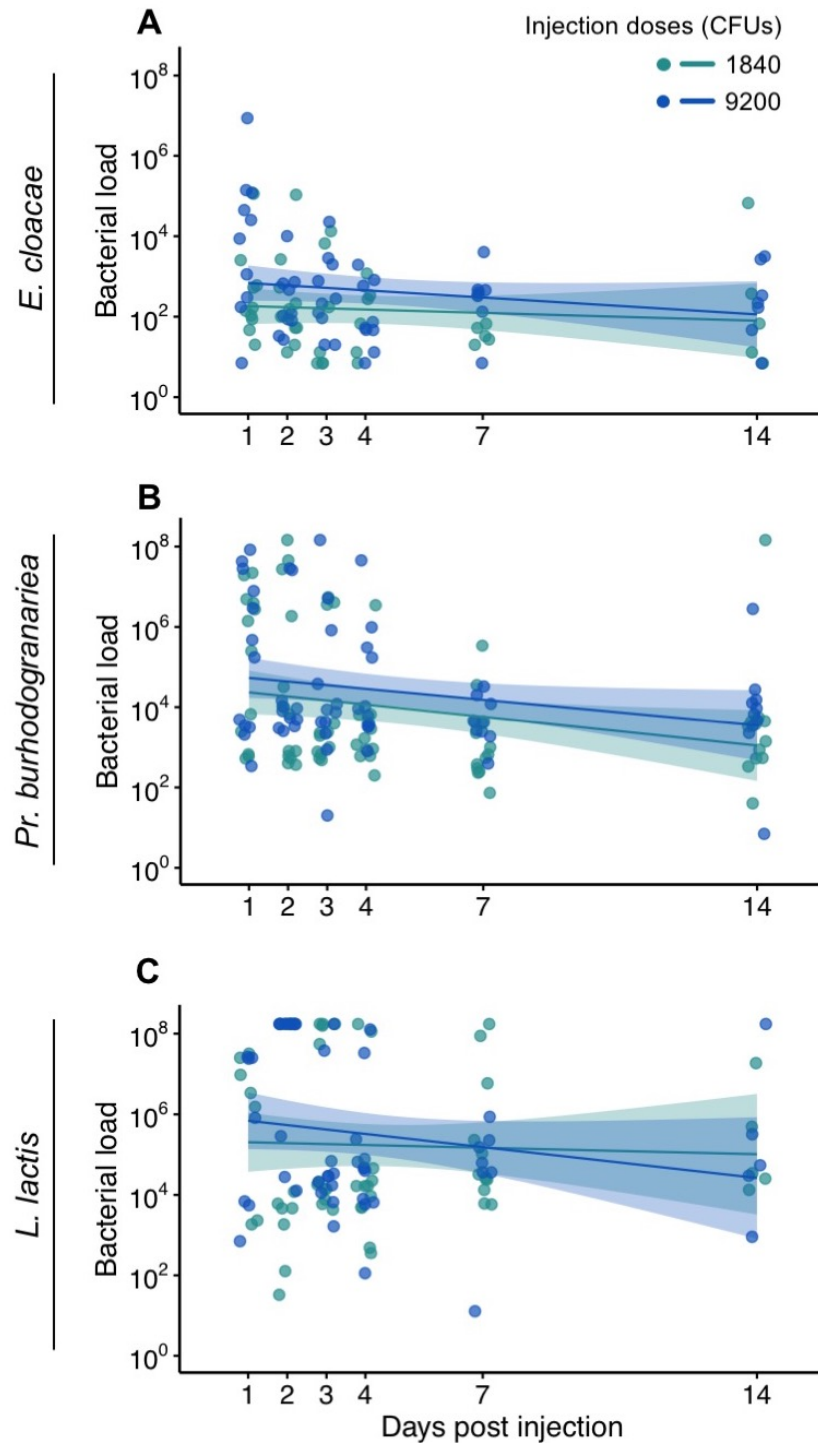 A
Injection doses (CFUs)
1840
9200
E. cloacae
Bacterial load
10⁸
10⁶
10⁴
10²
10⁰
1 2 3 4 7 14
B
Pr. burhodogranariea
Bacterial load
10⁸
10⁶
10⁴
10²
10⁰
1 2 3 4 7 14
C
L. lactis
Bacterial load
10⁸
10⁶
10⁴
10²
10⁰
1 2 3 4 7 14
Days post injection